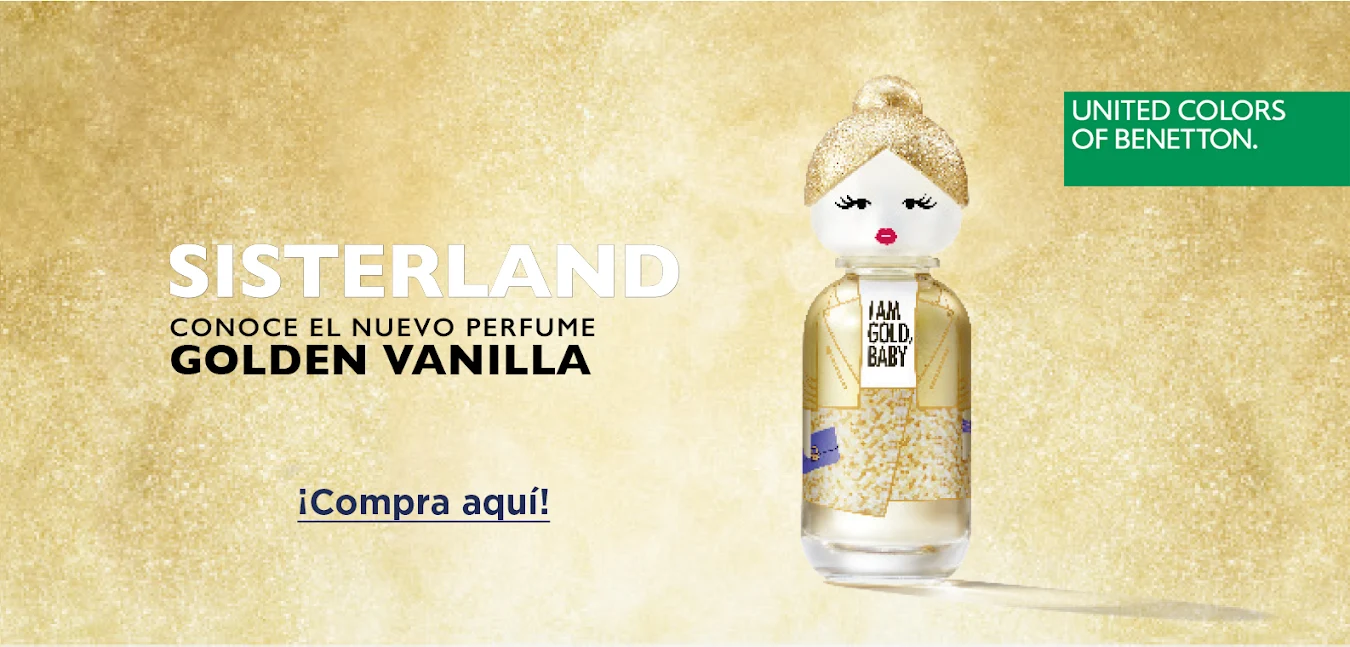 UNITED COLORS
OF BENETTON.
SISTERLAND
CONOCE EL NUEVO PERFUME
GOLDEN VANILLA
¡Compra aquí!
I AM
GOLD,
BABY